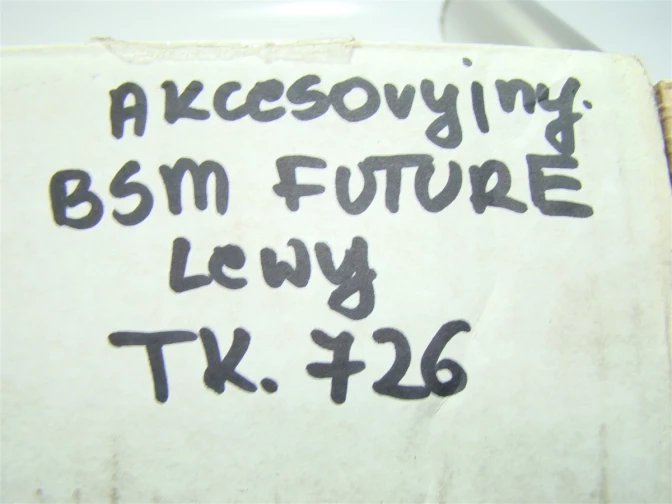 Akcesoryjny.
BSM FUTURE
Lewy
TK. 726